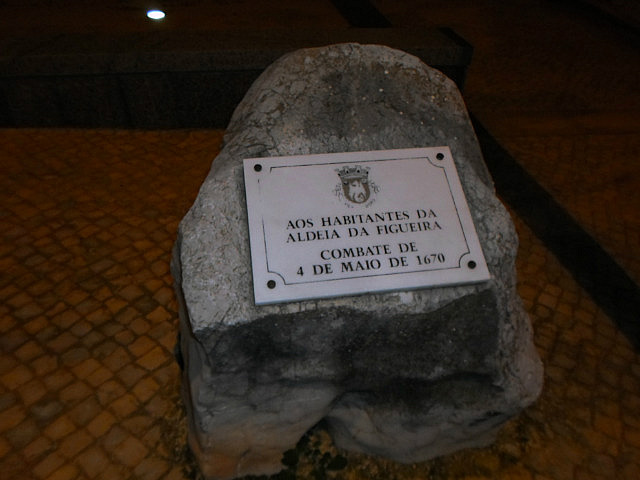 AOS HABITANTES DA
ALDEIA DA FIGUEIRA
COMBATE DE
4 DE MAIO DE 1670